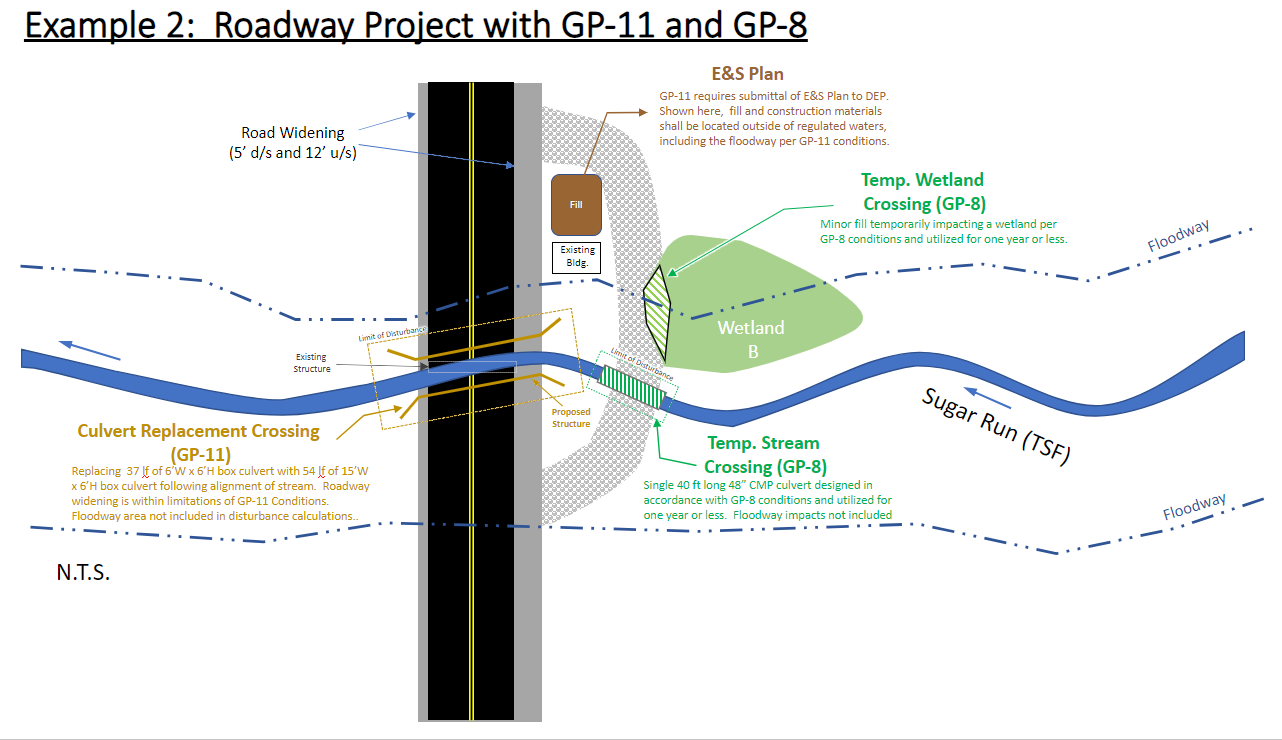 Example 2:  Roadway Project with GP-11 and GP-8
E&S Plan
GP-11 requires submittal of E&S Plan to DEP.
Shown here,  fill and construction materials
shall be located outside of regulated waters,
including the floodway per GP-11 conditions.
Road Widening
(5' d/s and 12' u/s)
Temp. Wetland
Crossing (GP-8)
Minor fill temporarily impacting a wetland per
GP-8 conditions and utilized for one year or less.
Fill
Existing
Bldg.
Floodway
Limit of Disturbance
Wetland
B
Existing
Structure
Limit of Disturbance
Proposed
Structure
Sugar Run (TSF)
Culvert Replacement Crossing
(GP-11)
Replacing  37 lf of 6'W x 6'H box culvert with 54 lf of 15'W
x 6'H box culvert following alignment of stream.  Roadway
widening is within limitations of GP-11 Conditions.
Floodway area not included in disturbance calculations..
Temp. Stream
Crossing (GP-8)
Single 40 ft long 48" CMP culvert designed in
accordance with GP-8 conditions and utilized for
one year or less.  Floodway impacts not included
Floodway
N.T.S.